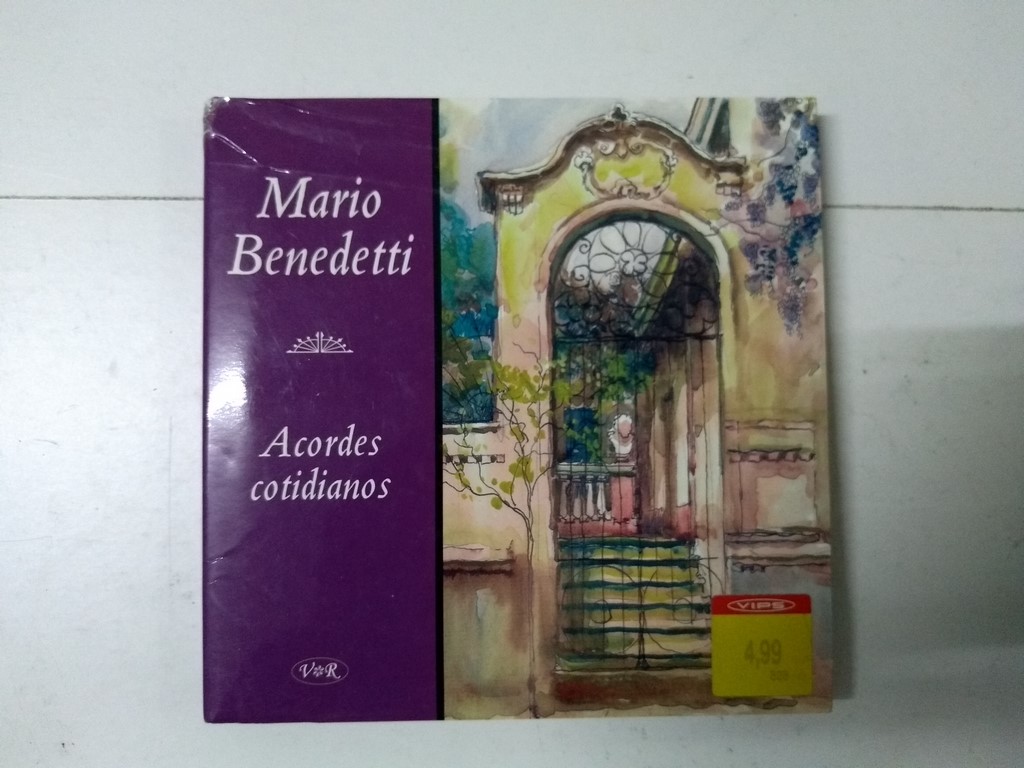 Mario
Benedetti
Acordes
cotidianos
V R
VIPS
4,99